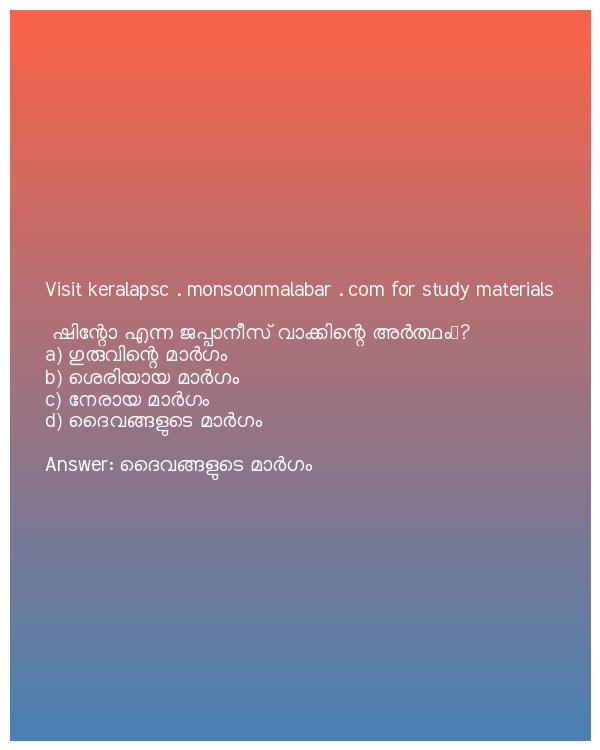 Visit keralapsc . monsoonmalabar . com for study materials
ഷിന്റോ എന്ന ജപ്പാനീസ് വാക്കിന്റെ അർത്ഥം?
a) ഗുരുവിന്റെ മാർഗം
b) ശെരിയായ മാർഗം
c) നേരായ മാർഗം
d) ദൈവങ്ങളുടെ മാർഗം
Answer: ദൈവങ്ങളുടെ മാർഗം